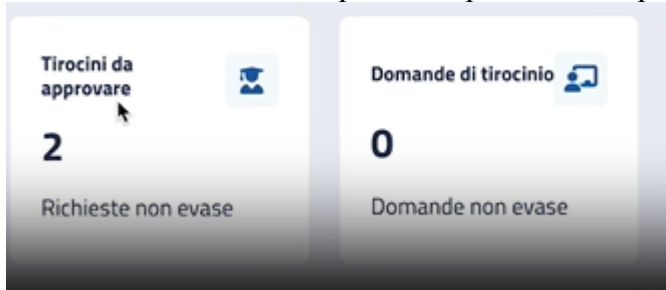 Tirocini da
approvare
2
Richieste non evase
Domande di tirocinio
0
Domande non evase